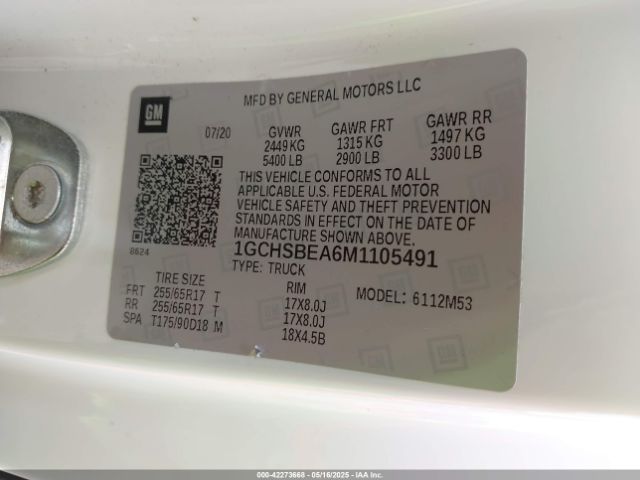 MFD BY GENERAL MOTORS LLC
GM
07/20
GVWR GAWR FRT GAWR RR
2449 KG 1315 KG 1497 KG
5400 LB 2900 LB 3300 LB
THIS VEHICLE CONFORMS TO ALL
APPLICABLE U.S. FEDERAL MOTOR
VEHICLE SAFETY AND THEFT PREVENTION
STANDARDS IN EFFECT ON THE DATE OF
MANUFACTURE SHOWN ABOVE.
8624
1GCHSBEA6M1105491
TYPE: TRUCK
TIRE SIZE RIM
FRT 255/65R17 T 17X8.0J MODEL: 6112M53
RR 255/65R17 T 17X8.0J
SPA T175/90D18 M 18X4.5B
000-42273668 - 05/16/2025 - IAAI.COM